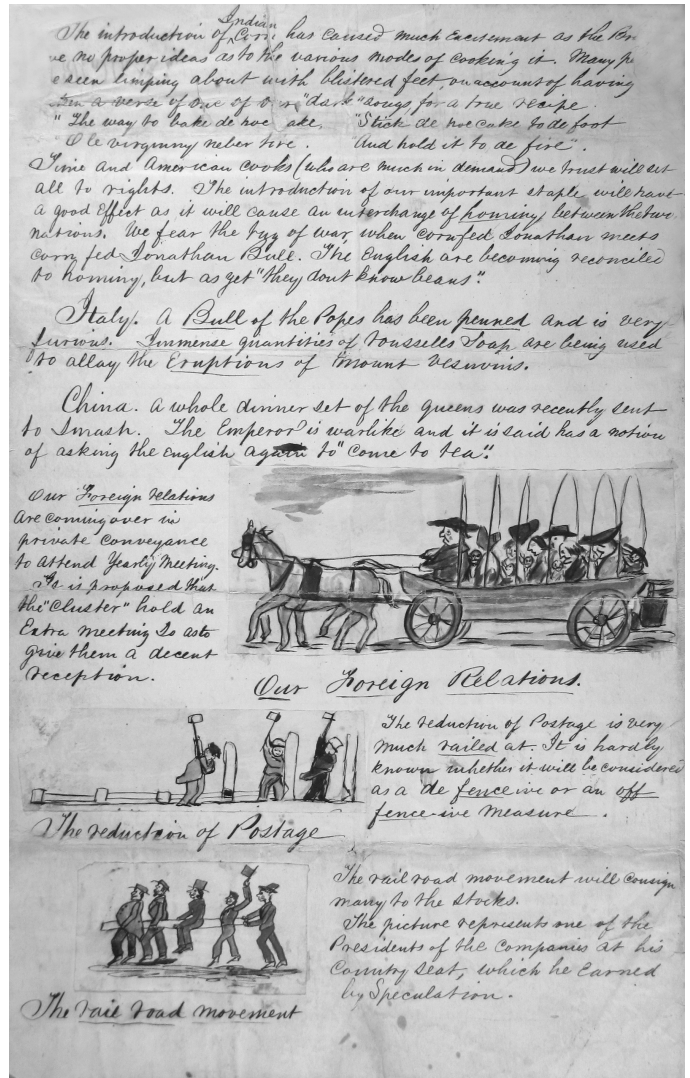 The introduction of Indian Corn has caused much Excitement as the Br
ve no proper ideas as to the various modes of cooking it. Many pe
e seen limping about with blistered feet, on account of having
a verse of one of our "dark" songs for a true recipe.
"The way to bake de hoe ake, "Stick de hoe cake to de foot
Ole virginny neber tire. And hold it to de fire".
Time and American cooks (who are much in demand) we trust will set
all to rights. The introduction of our important staple will have
a good Effect as it will cause an interchange of hominy between the two
nations. We fear the tug of war when corn fed Jonathan meets
corn fed Jonathan Bull. The English are becoming reconciled
to hominy, but as yet "they dont know beans".
Italy. A Bull of the Popes has been penned and is very
furious. Immense quantities of Roussells Soap are being used
to allay the Eruptions of Mount Vesuvius.
China. A whole dinner set of the queens was recently sent
to Smash. The Emperor is warlike and it is said has a notion
of asking the English again to "come to tea".
Our Foreign relations
are coming over in
private conveyance
to attend Yearly Meeting.
It is proposed that
the "Cluster" hold an
Extra meeting so as to
give them a decent
reception.
Our Foreign Relations.
The reduction of Postage is very
much railed at. It is hardly
known whether it will be considered
as a de fence ive or an off
fence-ive measure.
The reduction of Postage
The rail road movement will consign
many to the stocks.
The picture represents one of the
Presidents of the Companies at his
Country Seat, which he Earned
by Speculation.
The rail road movement